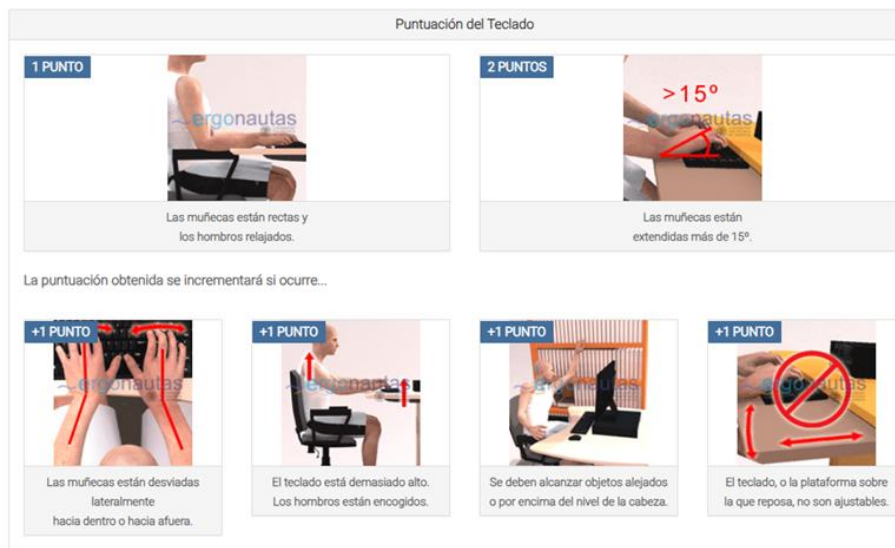 Puntuación del Teclado
1 PUNTO
2 PUNTOS
>15º
ergonautas
ergonautas
Las muñecas están rectas y
los hombros relajados.
Las muñecas están
extendidas más de 15º.
La puntuación obtenida se incrementará si ocurre...
+1 PUNTO
+1 PUNTO
+1 PUNTO
+1 PUNTO
ergonautas
ergonautas
ergonautas
ergonautas
Las muñecas están desviadas
lateralmente
hacia dentro o hacia afuera.
El teclado está demasiado alto.
Los hombros están encogidos.
Se deben alcanzar objetos alejados
o por encima del nivel de la cabeza.
El teclado, o la plataforma sobre
la que reposa, no son ajustables.